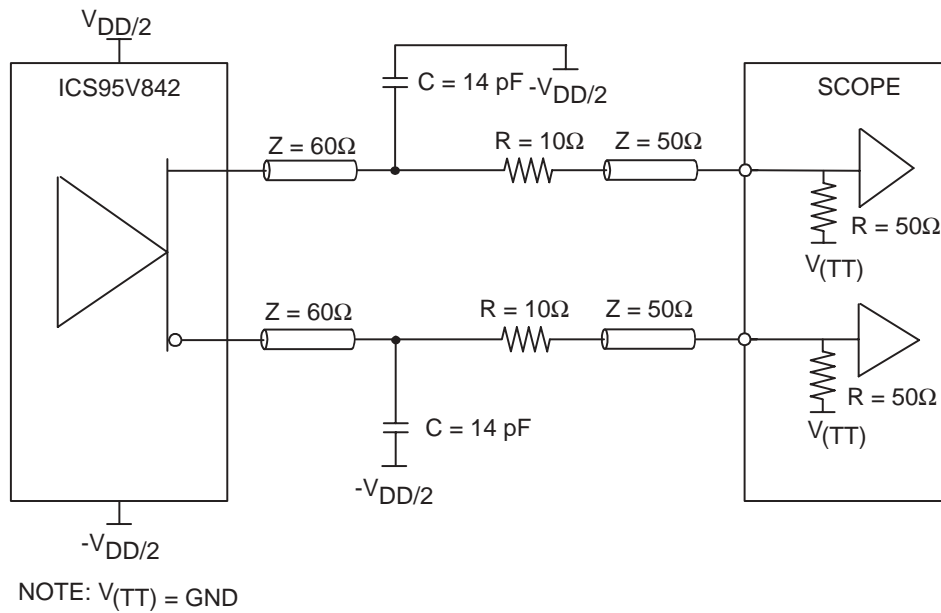 VDD/2
ICS95V842
C = 14 pF
-VDD/2
SCOPE
Z = 60Ω
R = 10Ω
Z = 50Ω
R = 50Ω
V(TT)
Z = 60Ω
R = 10Ω
Z = 50Ω
R = 50Ω
V(TT)
C = 14 pF
-VDD/2
-VDD/2
NOTE: V(TT) = GND